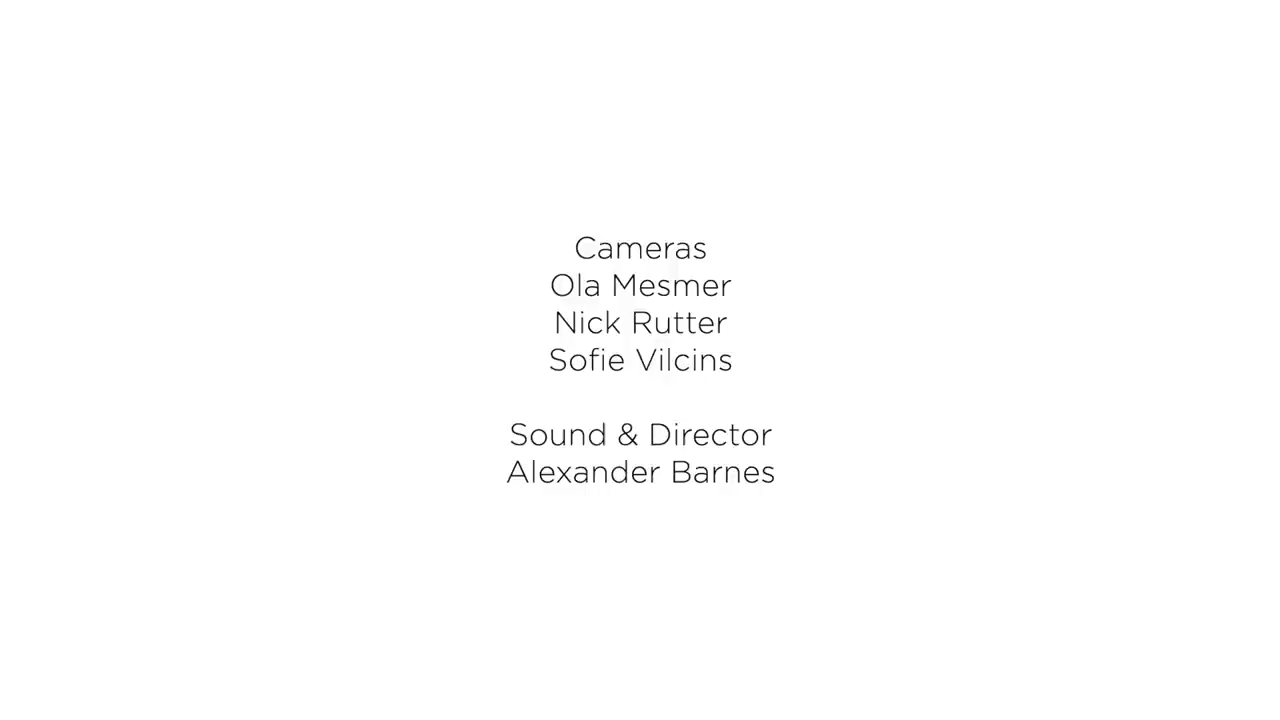 Cameras
Ola Mesmer
Nick Rutter
Sofie Vilcins
Sound & Director
Alexander Barnes